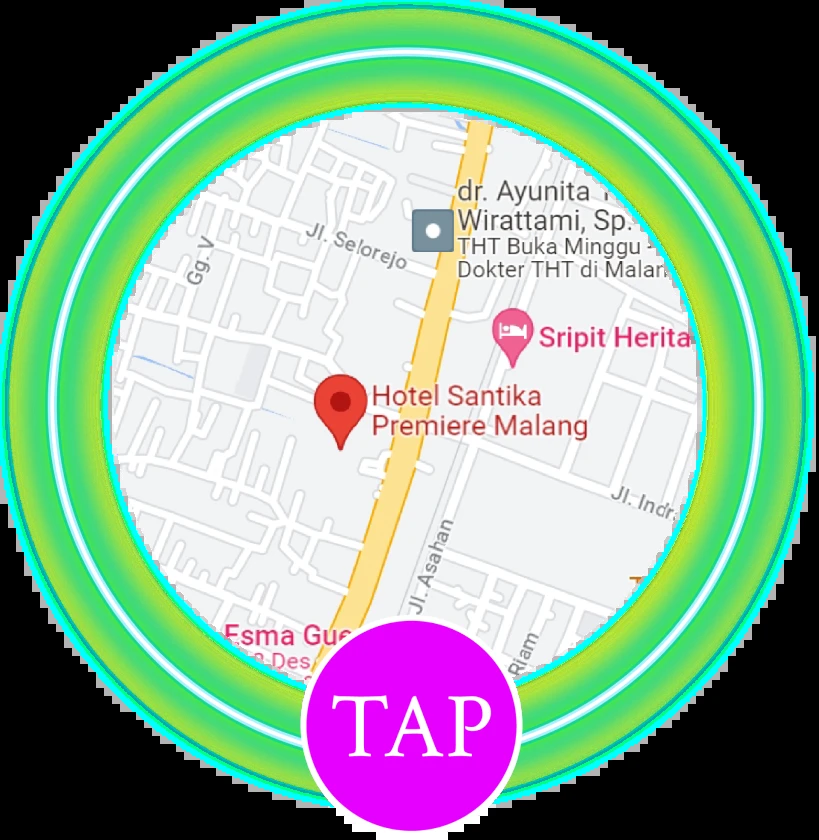 dr. Ayunita
Wirattami, Sp.
THT Buka Minggu -
Dokter THT di Malan
Jl. Selorejo
Gg. V
Sripit Herita
Hotel Santika
Premiere Malang
Jl. Indr
Jl. Asahan
Esma Gue
Des
Riam
TAP